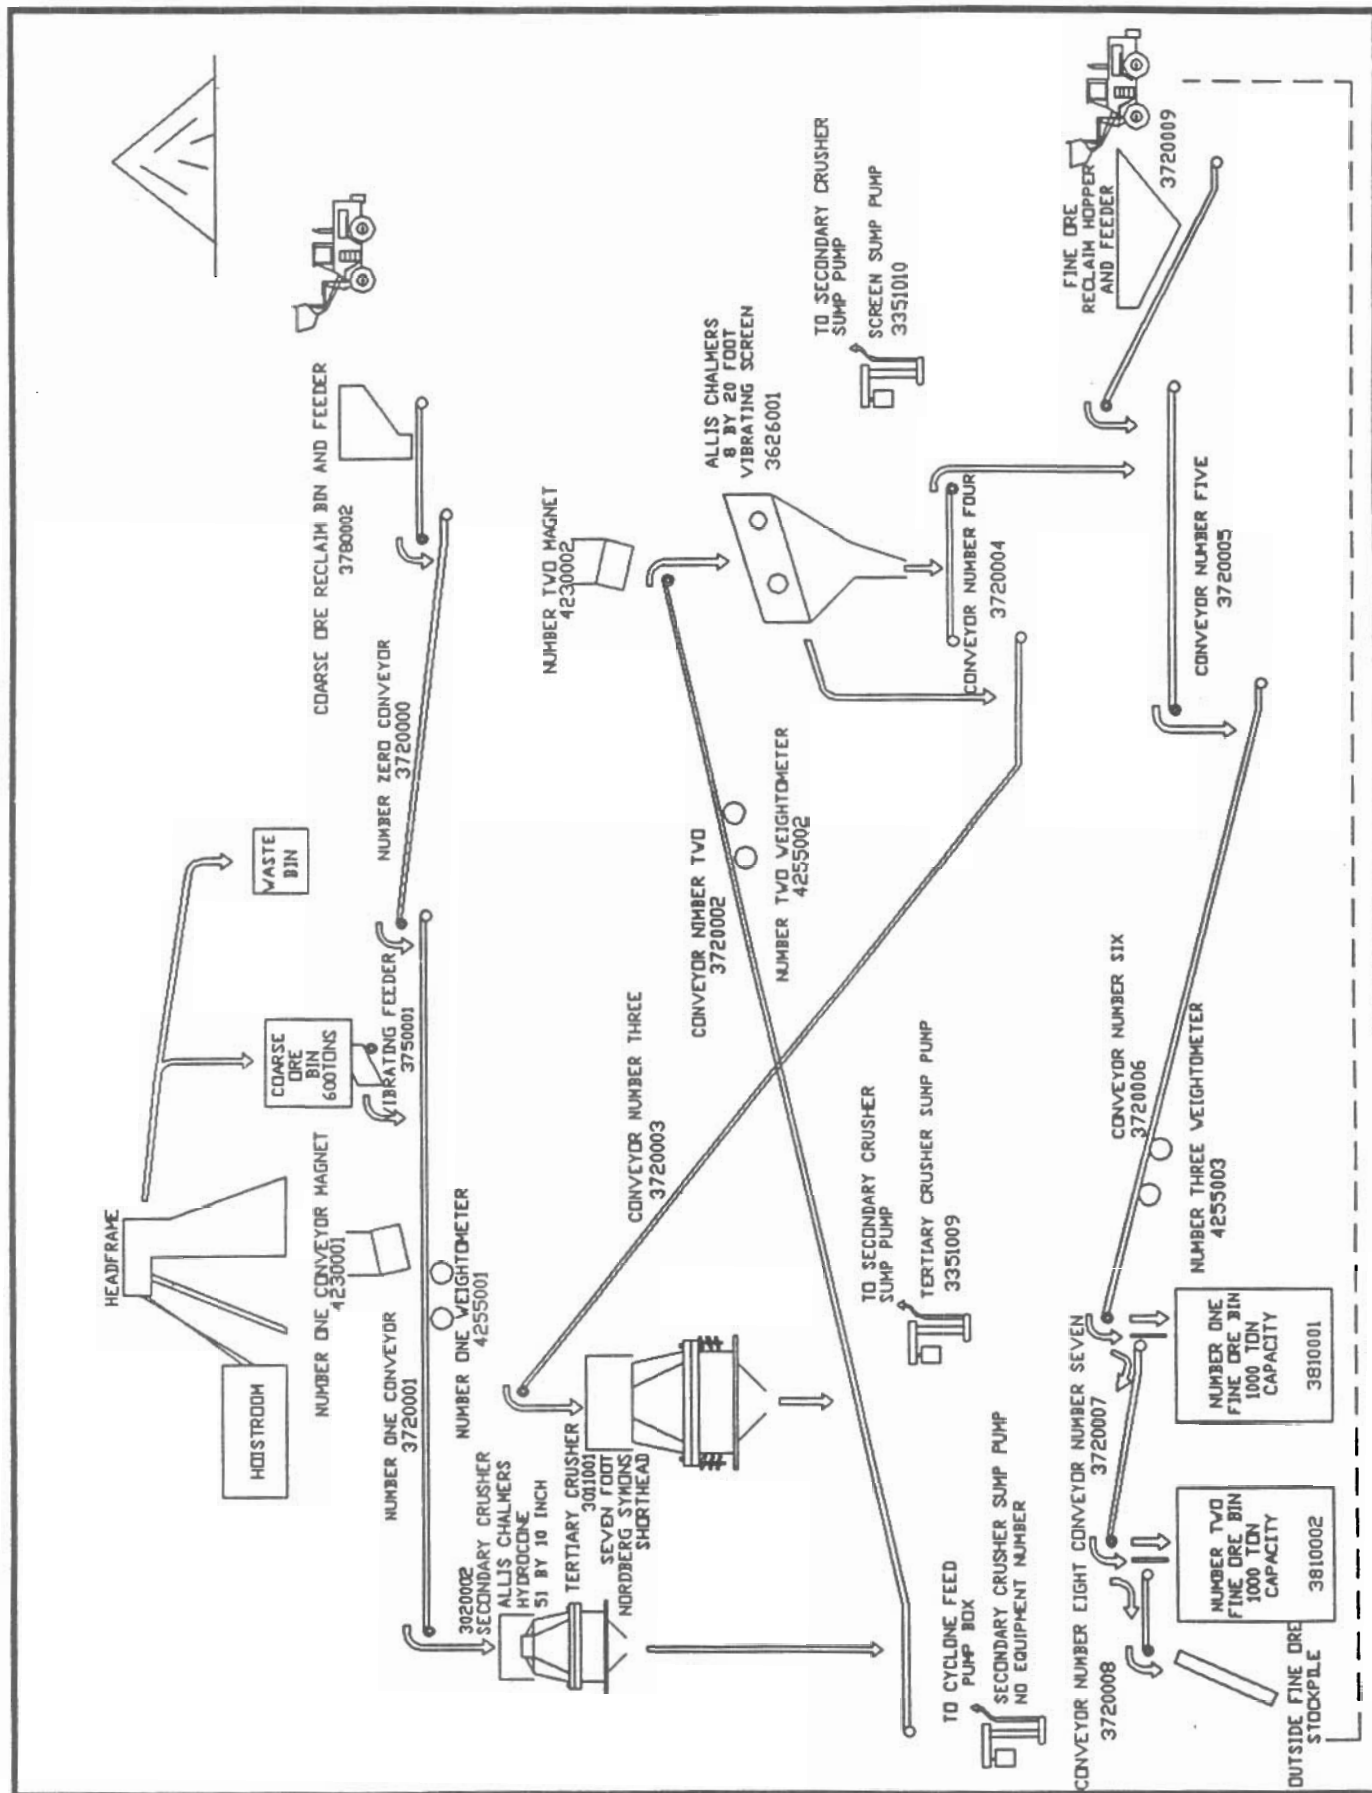 HEADFRAME
HOISTROOM
WASTE
BIN
COARSE
ORE
BIN
600TONS
VIBRATING FEEDER
3750001
NUMBER ONE CONVEYOR MAGNET
4230001
NUMBER ONE CONVEYOR
3720001
NUMBER ONE WEIGHTOMETER
4255001
NUMBER ZERO CONVEYOR
3720000
COARSE ORE RECLAIM BIN AND FEEDER
3780002
3020002
SECONDARY CRUSHER
ALLIS CHALMERS
HYDROCONE
51 BY 10 INCH
TERTIARY CRUSHER
3011001
SEVEN FOOT
NORDBERG SYMONS
SHORTHEAD
CONVEYOR NUMBER THREE
3720003
CONVEYOR NIMBER TWO
3720002
NUMBER TWO WEIGHTOMETER
4255002
NUMBER TWO MAGNET
4230002
ALLIS CHALMERS
8 BY 20 FOOT
VIBRATING SCREEN
3626001
TO SECONDARY CRUSHER
SUMP PUMP
SCREEN SUMP PUMP
3351010
TO SECONDARY CRUSHER
SUMP PUMP
TERTIARY CRUSHER SUMP PUMP
3351009
TO CYCLONE FEED
PUMP BOX
SECONDARY CRUSHER SUMP PUMP
NO EQUIPMENT NUMBER
CONVEYOR NUMBER FOUR
3720004
FINE ORE
RECLAIM HOPPER
AND FEEDER
3720009
CONVEYOR NUMBER FIVE
3720005
CONVEYOR NUMBER SIX
3720006
NUMBER THREE WEIGHTOMETER
4255003
CONVEYOR NUMBER EIGHT
3720008
CONVEYOR NUMBER SEVEN
3720007
NUMBER TWO
FINE ORE BIN
1000 TON
CAPACITY
3810002
NUMBER ONE
FINE ORE BIN
1000 TON
CAPACITY
3810001
OUTSIDE FINE ORE
STOCKPILE